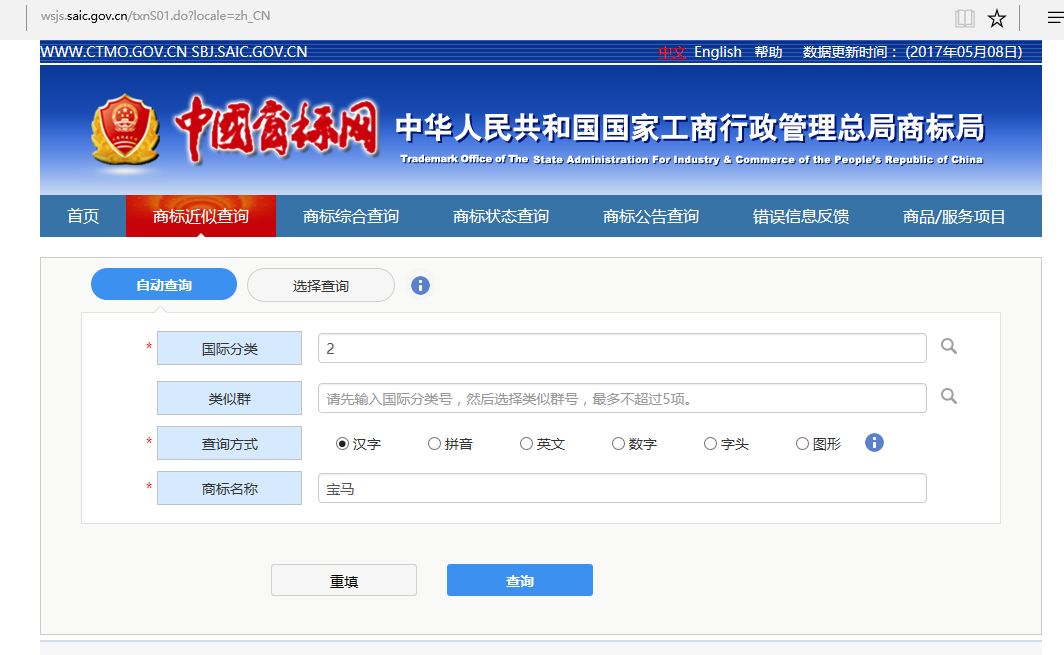 wsjs.saic.gov.cn/txnS01.do?locale=zh_CN
WWW.CTMO.GOV.CN SBJ.SAIC.GOV.CN 中文 English 帮助 数据更新时间： (2017年05月08日)
中国商标网 中华人民共和国国家工商行政管理总局商标局
Trademark Office of The State Administration For Industry & Commerce of the People's Republic of China
首页 商标近似查询 商标综合查询 商标状态查询 商标公告查询 错误信息反馈 商品/服务项目
自动查询 选择查询
* 国际分类 2
类似群 请先输入国际分类号，然后选择类似群号，最多不超过5项。
* 查询方式 汉字 拼音 英文 数字 字头 图形
* 商标名称 宝马
重填 查询